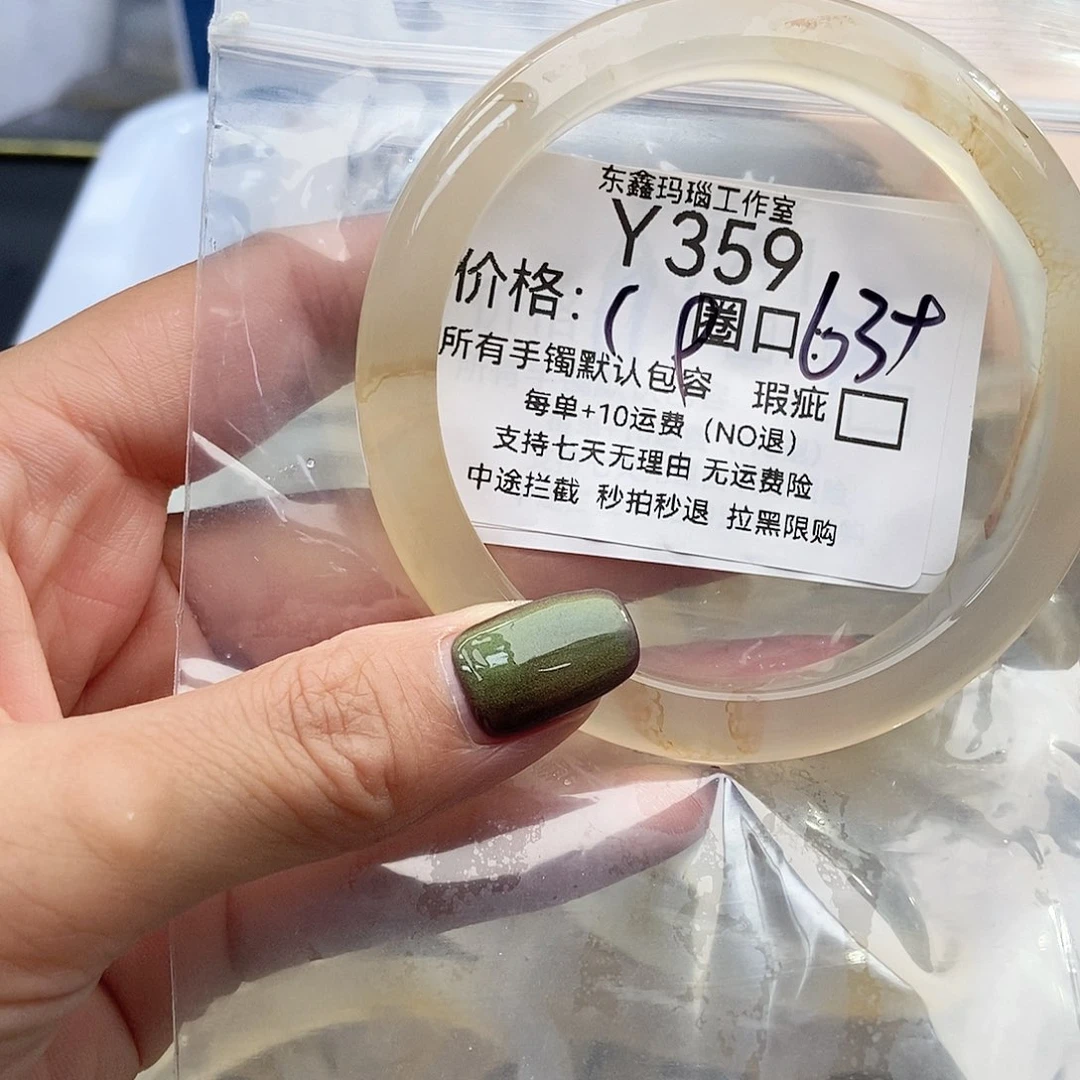 东鑫玛瑙工作室
Y359
价格: 圈口63+
所有手镯默认包容 瑕疵
每单+10运费 (NO退)
支持七天无理由 无运费险
中途拦截 秒拍秒退 拉黑限购